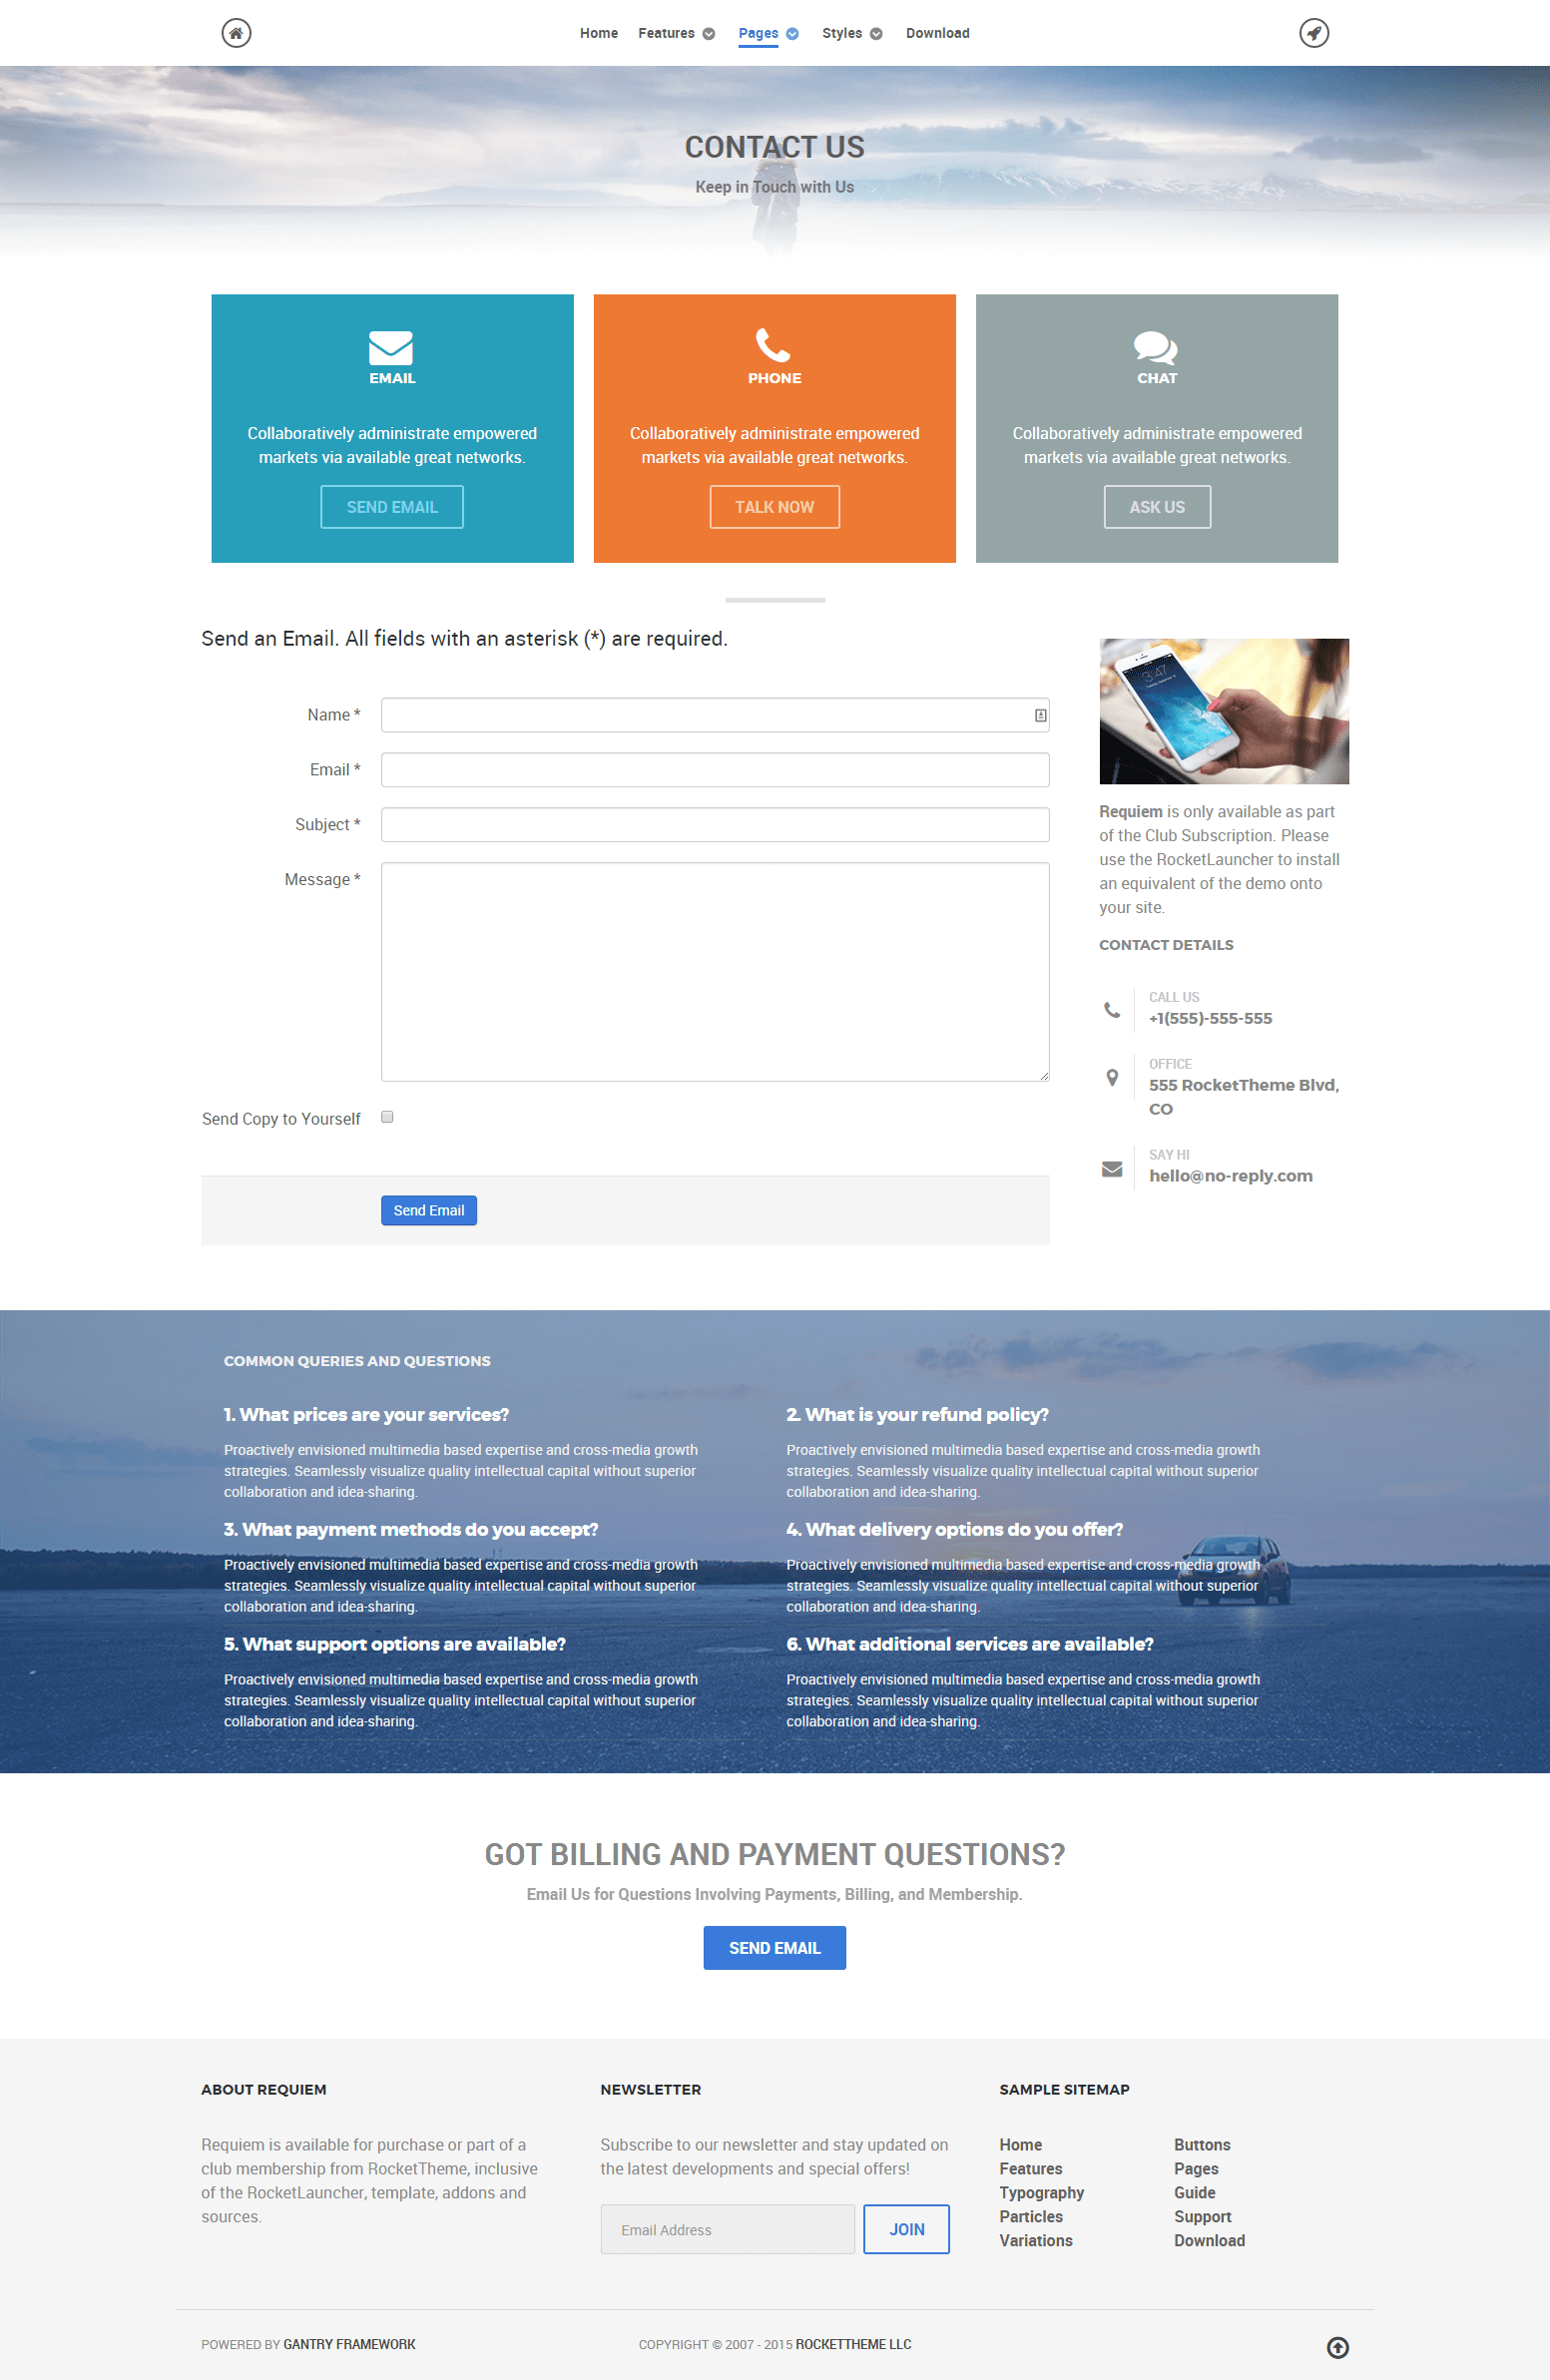 Home Features Pages Styles Download
CONTACT US
Keep in Touch with Us
EMAIL
Collaboratively administrate empowered
markets via available great networks.
SEND EMAIL
PHONE
Collaboratively administrate empowered
markets via available great networks.
TALK NOW
CHAT
Collaboratively administrate empowered
markets via available great networks.
ASK US
Send an Email. All fields with an asterisk (*) are required.
Name *
Email *
Subject *
Message *
Send Copy to Yourself
Send Email
3:47
Requiem is only available as part
of the Club Subscription. Please
use the RocketLauncher to install
an equivalent of the demo onto
your site.
CONTACT DETAILS
CALL US
+1(555)-555-555
OFFICE
555 RocketTheme Blvd,
CO
SAY HI
hello@no-reply.com
COMMON QUERIES AND QUESTIONS
1. What prices are your services?
Proactively envisioned multimedia based expertise and cross-media growth
strategies. Seamlessly visualize quality intellectual capital without superior
collaboration and idea-sharing.
2. What is your refund policy?
Proactively envisioned multimedia based expertise and cross-media growth
strategies. Seamlessly visualize quality intellectual capital without superior
collaboration and idea-sharing.
3. What payment methods do you accept?
Proactively envisioned multimedia based expertise and cross-media growth
strategies. Seamlessly visualize quality intellectual capital without superior
collaboration and idea-sharing.
4. What delivery options do you offer?
Proactively envisioned multimedia based expertise and cross-media growth
strategies. Seamlessly visualize quality intellectual capital without superior
collaboration and idea-sharing.
5. What support options are available?
Proactively envisioned multimedia based expertise and cross-media growth
strategies. Seamlessly visualize quality intellectual capital without superior
collaboration and idea-sharing.
6. What additional services are available?
Proactively envisioned multimedia based expertise and cross-media growth
strategies. Seamlessly visualize quality intellectual capital without superior
collaboration and idea-sharing.
GOT BILLING AND PAYMENT QUESTIONS?
Email Us for Questions Involving Payments, Billing, and Membership.
SEND EMAIL
ABOUT REQUIEM
Requiem is available for purchase or part of a
club membership from RocketTheme, inclusive
of the RocketLauncher, template, addons and
sources.
NEWSLETTER
Subscribe to our newsletter and stay updated on
the latest developments and special offers!
Email Address
JOIN
SAMPLE SITEMAP
Home
Features
Typography
Particles
Variations
Buttons
Pages
Guide
Support
Download
POWERED BY GANTRY FRAMEWORK
COPYRIGHT © 2007 - 2015 ROCKETTHEME LLC